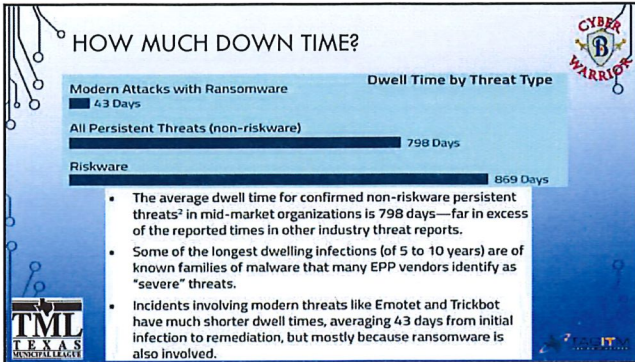 HOW MUCH DOWN TIME?
CYBER
B
WARRIOR
Dwell Time by Threat Type
Modern Attacks with Ransomware
43 Days
All Persistent Threats (non-riskware)
798 Days
Riskware
869 Days
• The average dwell time for confirmed non-riskware persistent
threats² in mid-market organizations is 798 days—far in excess
of the reported times in other industry threat reports.
• Some of the longest dwelling infections (of 5 to 10 years) are of
known families of malware that many EPP vendors identify as
"severe" threats.
• Incidents involving modern threats like Emotet and Trickbot
have much shorter dwell times, averaging 43 days from initial
infection to remediation, but mostly because ransomware is
also involved.
TML
TEXAS
MUNICIPAL LEAGUE
TAGITM